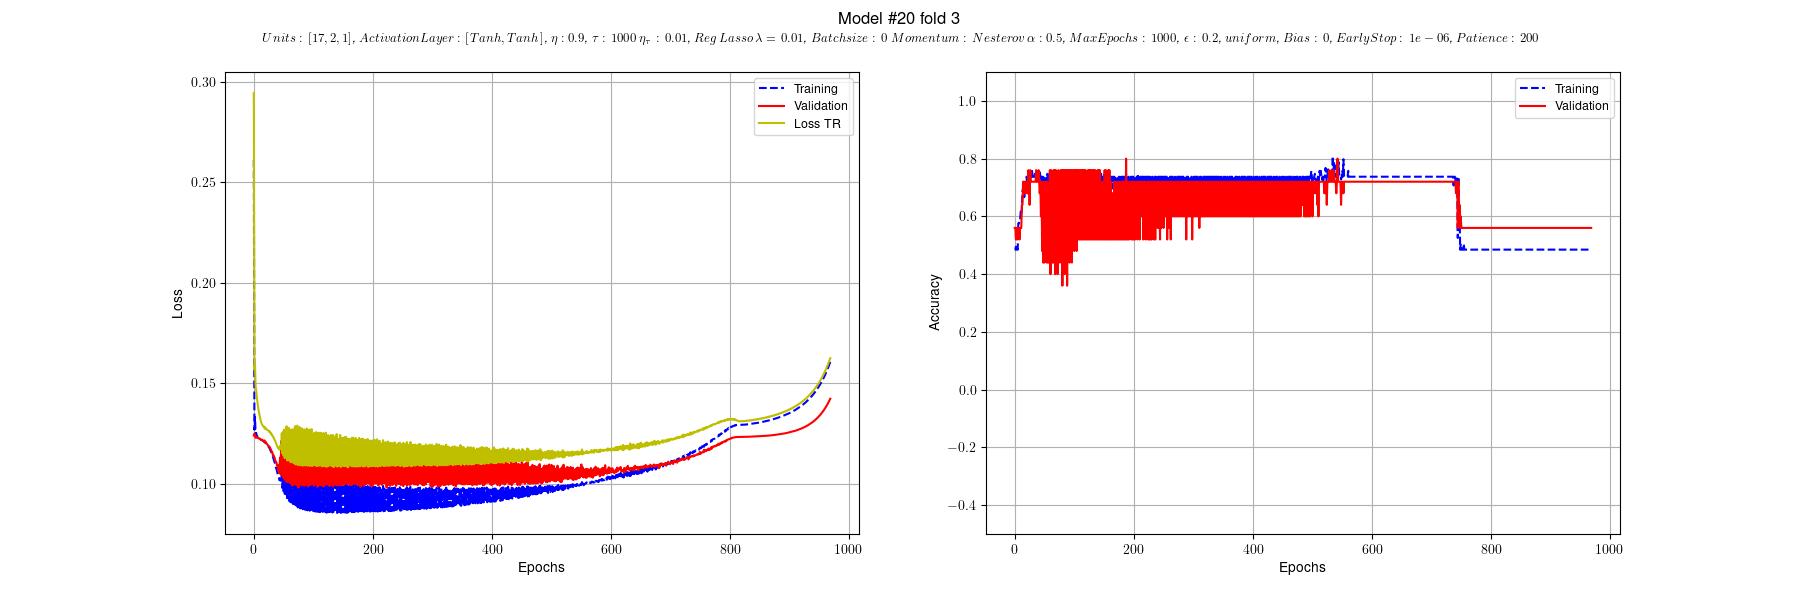 Model #20 fold 3
Units : [17, 2, 1], ActivationLayer : [Tanh, Tanh], η : 0.9, τ : 1000 ητ : 0.01, Reg Lasso λ = 0.01, Batchsize : 0 Momentum : Nesterov α : 0.5, MaxEpochs : 1000, ϵ : 0.2, uniform, Bias : 0, EarlyStop : 1e − 06, Patience : 200
Loss
0.30
0.25
0.20
0.15
0.10
0 200 400 600 800 1000
Epochs
Training
Validation
Loss TR
Accuracy
1.0
0.8
0.6
0.4
0.2
0.0
−0.2
−0.4
0 200 400 600 800 1000
Epochs
Training
Validation